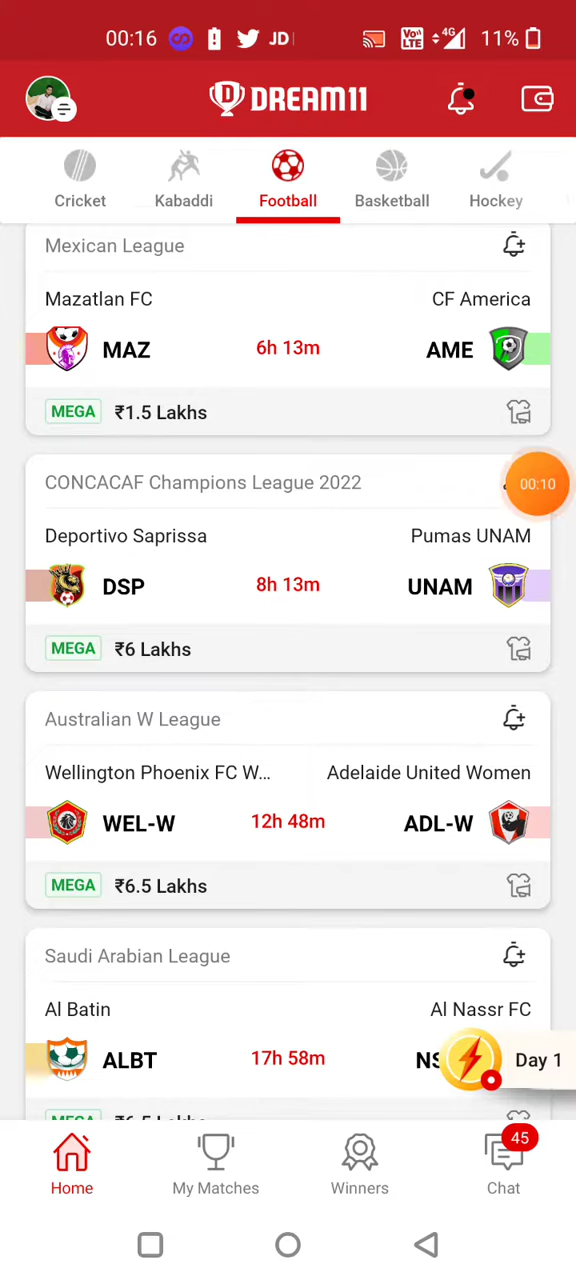 00:16 JD 4G 11%
Vo)) LTE
DREAM11
Cricket Kabaddi Football Basketball Hockey
Mexican League
Mazatlan FC CF America
MAZ 6h 13m AME
MEGA ₹1.5 Lakhs
CONCACAF Champions League 2022
00:10
Deportivo Saprissa Pumas UNAM
DSP 8h 13m UNAM
MEGA ₹6 Lakhs
Australian W League
Wellington Phoenix FC W... Adelaide United Women
WEL-W 12h 48m ADL-W
MEGA ₹6.5 Lakhs
Saudi Arabian League
Al Batin Al Nassr FC
ALBT 17h 58m
Day 1
45
Home My Matches Winners Chat